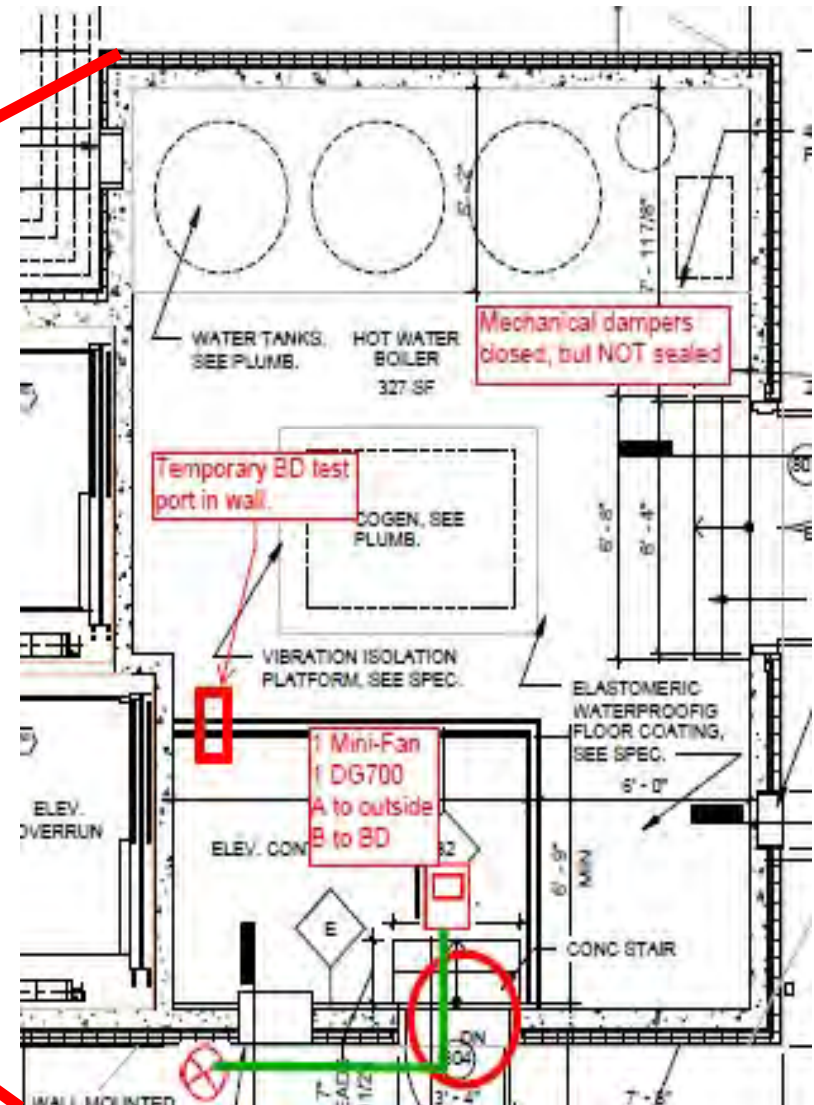 5' - 2"
7' - 11 7/8"
WATER TANKS,
SEE PLUMB.
HOT WATER
BOILER
327 SF
Mechanical dampers
closed, but NOT sealed
Temporary BD test
port in wall.
COGEN, SEE
PLUMB.
6' - 8"
6' - 4"
VIBRATION ISOLATION
PLATFORM, SEE SPEC.
ELASTOMERIC
WATERPROOFIG
FLOOR COATING,
SEE SPEC.
6' - 0"
1 Mini-Fan
1 DG700
A to outside
B to BD
ELEV.
OVERRUN
ELEV. CON
6' - 9"
MIN
E
CONC STAIR
DN
WALL MOUNTED
3' - 4"
7' - 8"